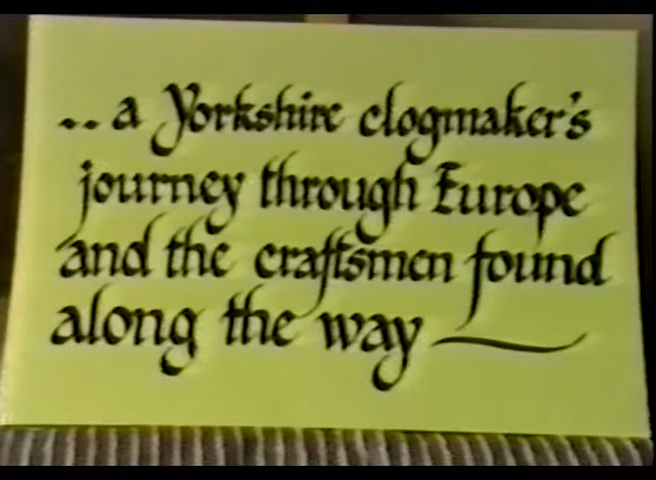 .. a Yorkshire clogmaker's
journey through Europe
and the craftsmen found
along the way —